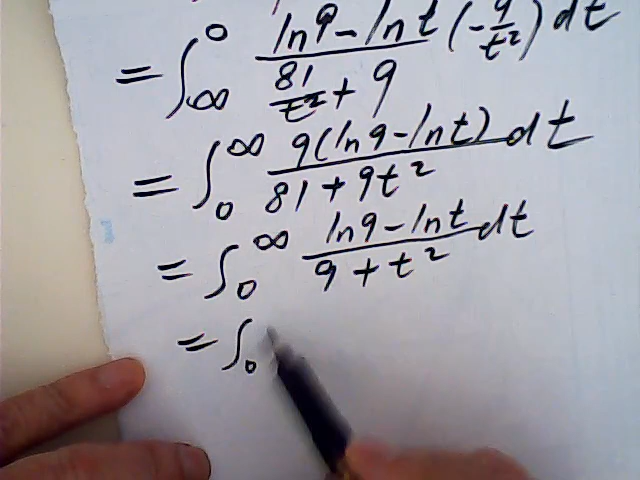 = ∫_∞^0 (ln9 - lnt)/(81/t² + 9) (-9/t²) dt
= ∫_0^∞ 9(ln9 - lnt)/(81 + 9t²) dt
= ∫_0^∞ (ln9 - lnt)/(9 + t²) dt
= ∫_0